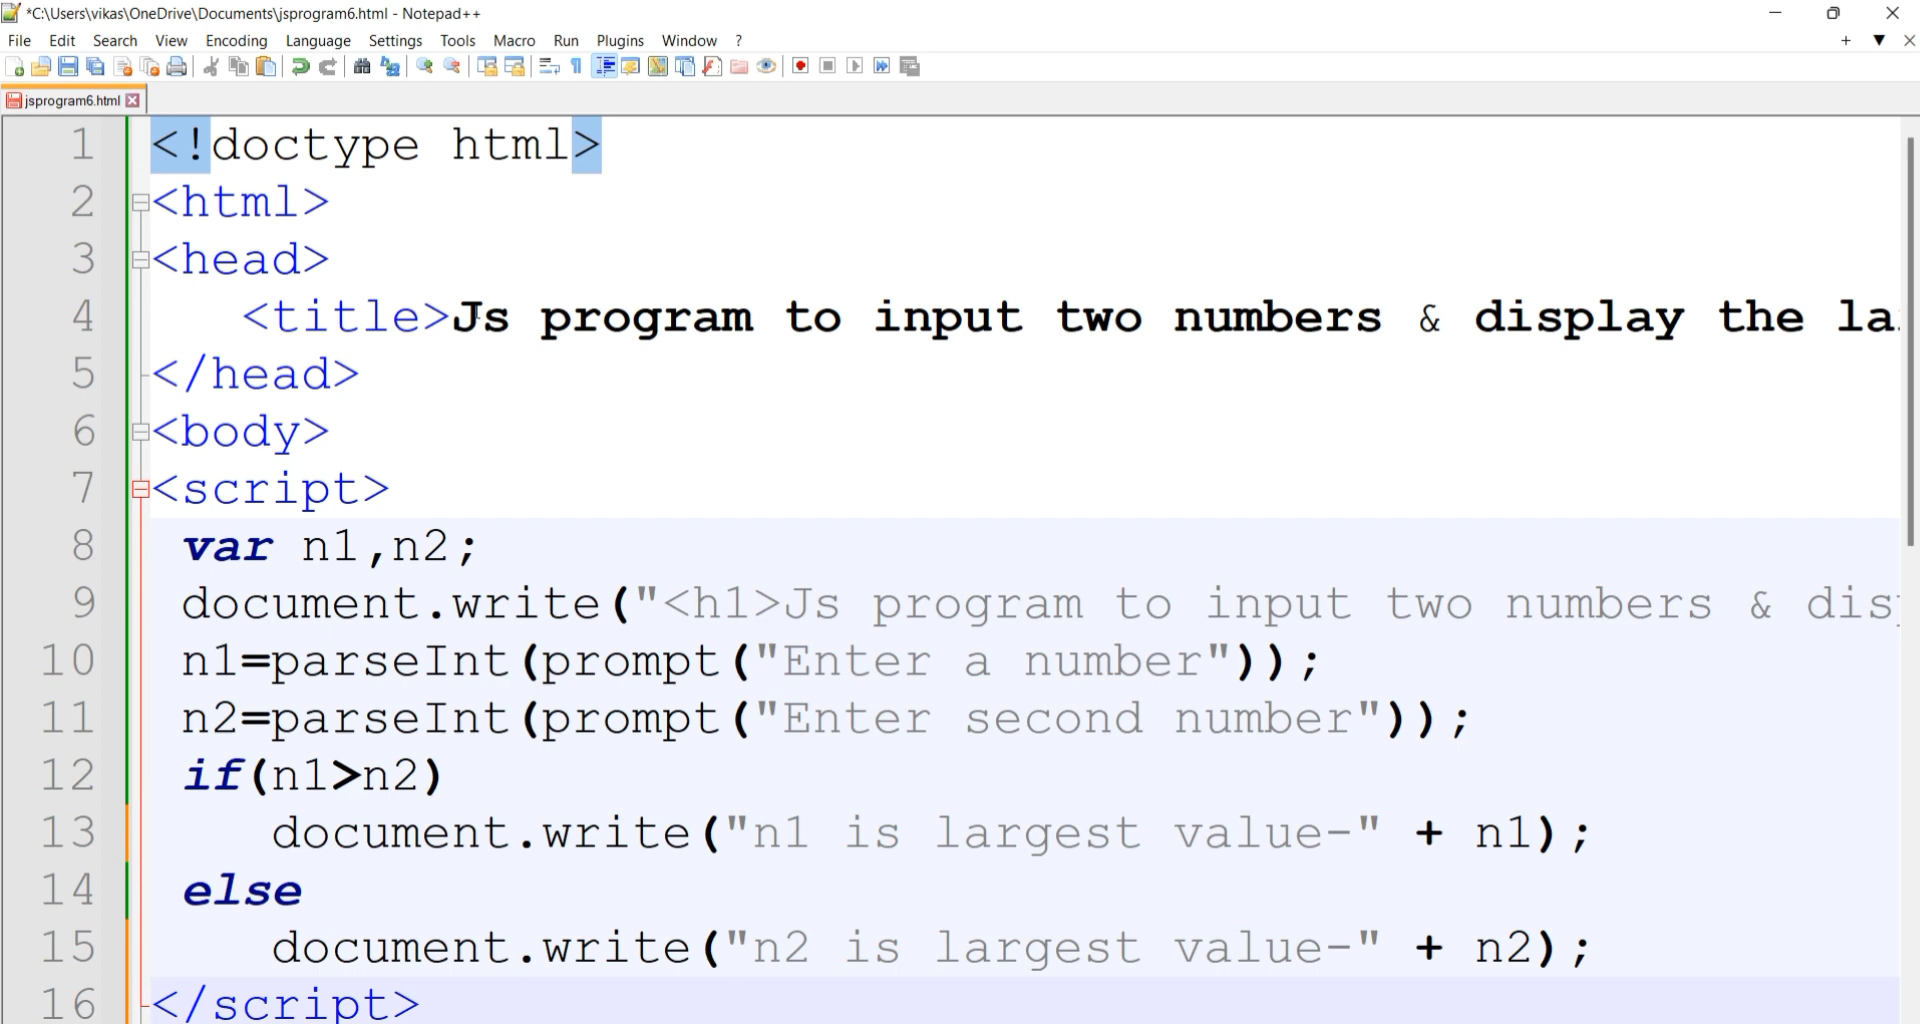 *C:\Users\vikas\OneDrive\Documents\jsprogram6.html - Notepad++
File Edit Search View Encoding Language Settings Tools Macro Run Plugins Window ?
jsprogram6.html
1 <!doctype html>
2 <html>
3 <head>
4 <title>Js program to input two numbers & display the la
5 </head>
6 <body>
7 <script>
8 var n1,n2;
9 document.write("<h1>Js program to input two numbers & dis
10 n1=parseInt(prompt("Enter a number"));
11 n2=parseInt(prompt("Enter second number"));
12 if(n1>n2)
13 document.write("n1 is largest value-" + n1);
14 else
15 document.write("n2 is largest value-" + n2);
16 </script>